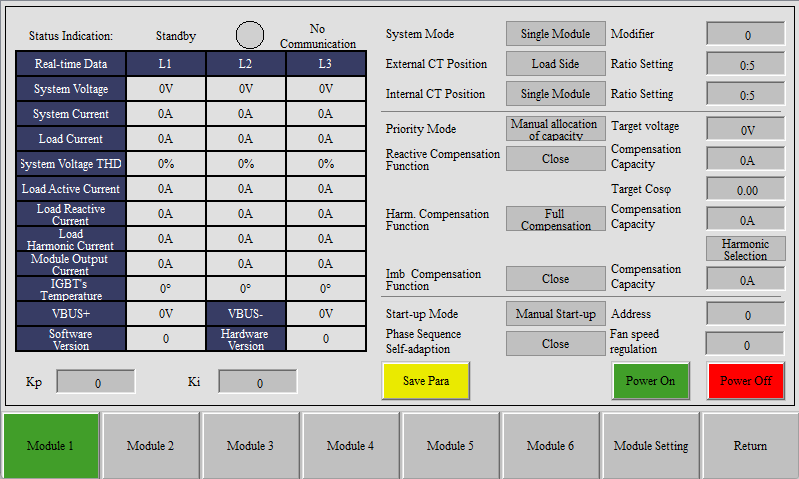 Status Indication: Standby No Communication
Real-time Data L1 L2 L3
System Voltage 0V 0V 0V
System Current 0A 0A 0A
Load Current 0A 0A 0A
System Voltage THD 0% 0% 0%
Load Active Current 0A 0A 0A
Load Reactive Current 0A 0A 0A
Load Harmonic Current 0A 0A 0A
Module Output Current 0A 0A 0A
IGBT's Temperature 0° 0° 0°
VBUS+ 0V VBUS- 0V
Software Version 0 Hardware Version 0
Kp 0 Ki 0
System Mode Single Module Modifier 0
External CT Position Load Side Ratio Setting 0:5
Internal CT Position Single Module Ratio Setting 0:5
Priority Mode Manual allocation of capacity Target voltage 0V
Reactive Compensation Function Close Compensation Capacity 0A
Target Cosφ 0.00
Harm. Compensation Function Full Compensation Compensation Capacity 0A
Harmonic Selection
Imb Compensation Function Close Compensation Capacity 0A
Start-up Mode Manual Start-up Address 0
Phase Sequence Self-adaption Close Fan speed regulation 0
Save Para Power On Power Off
Module 1 Module 2 Module 3 Module 4 Module 5 Module 6 Module Setting Return